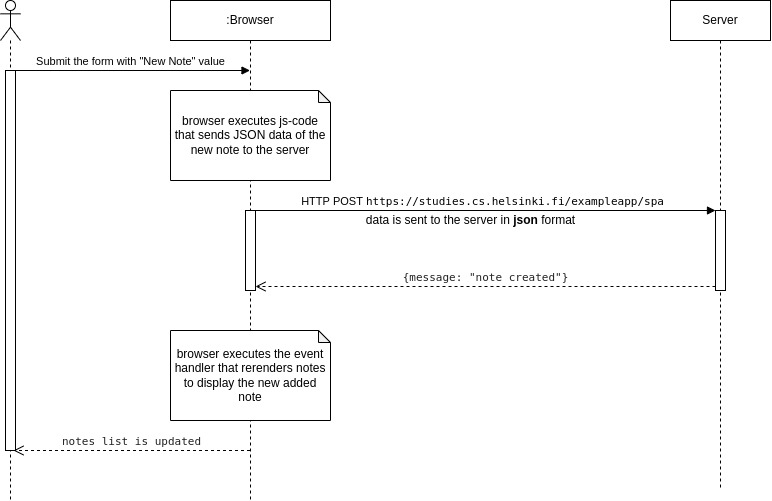 :Browser
Server
Submit the form with "New Note" value
browser executes js-code
that sends JSON data of the
new note to the server
HTTP POST https://studies.cs.helsinki.fi/exampleapp/spa
data is sent to the server in json format
{message: "note created"}
browser executes the event
handler that rerenders notes
to display the new added
note
notes list is updated